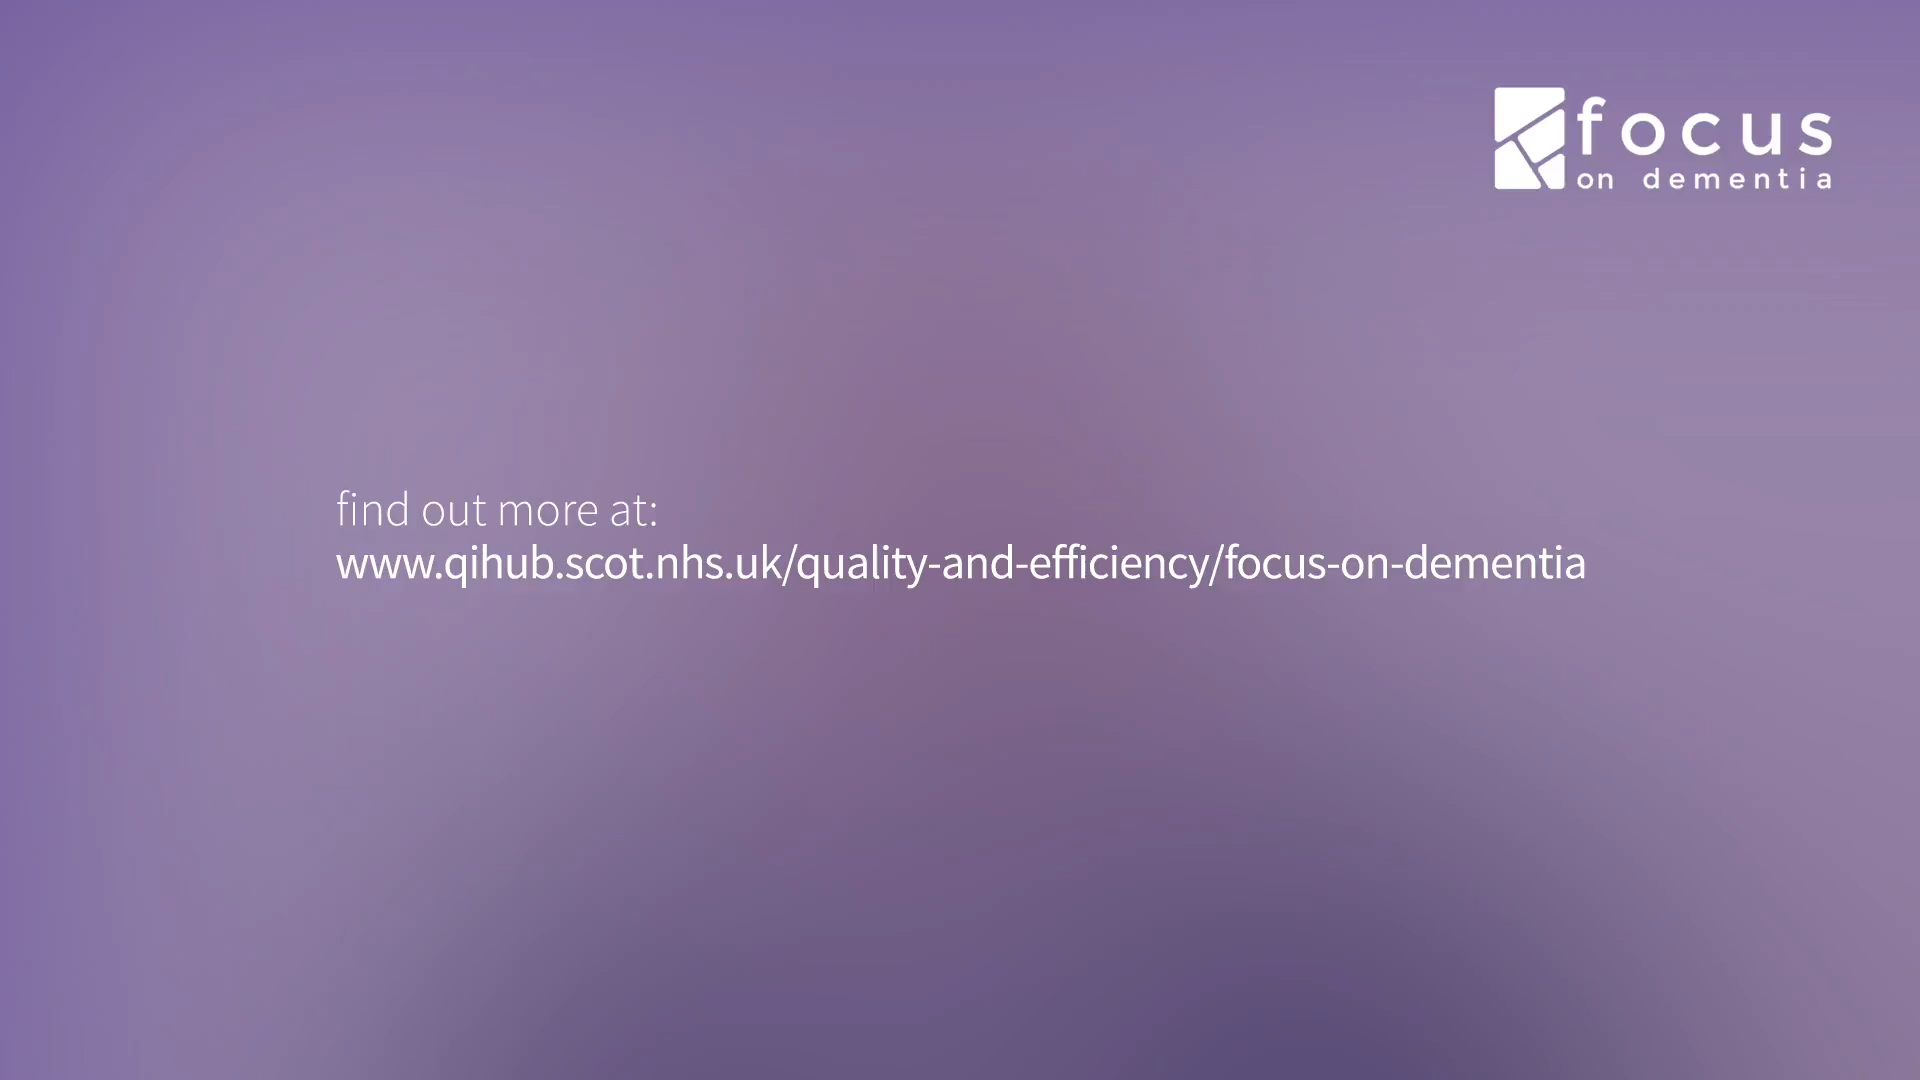 focus
on dementia
find out more at:
www.qihub.scot.nhs.uk/quality-and-efficiency/focus-on-dementia